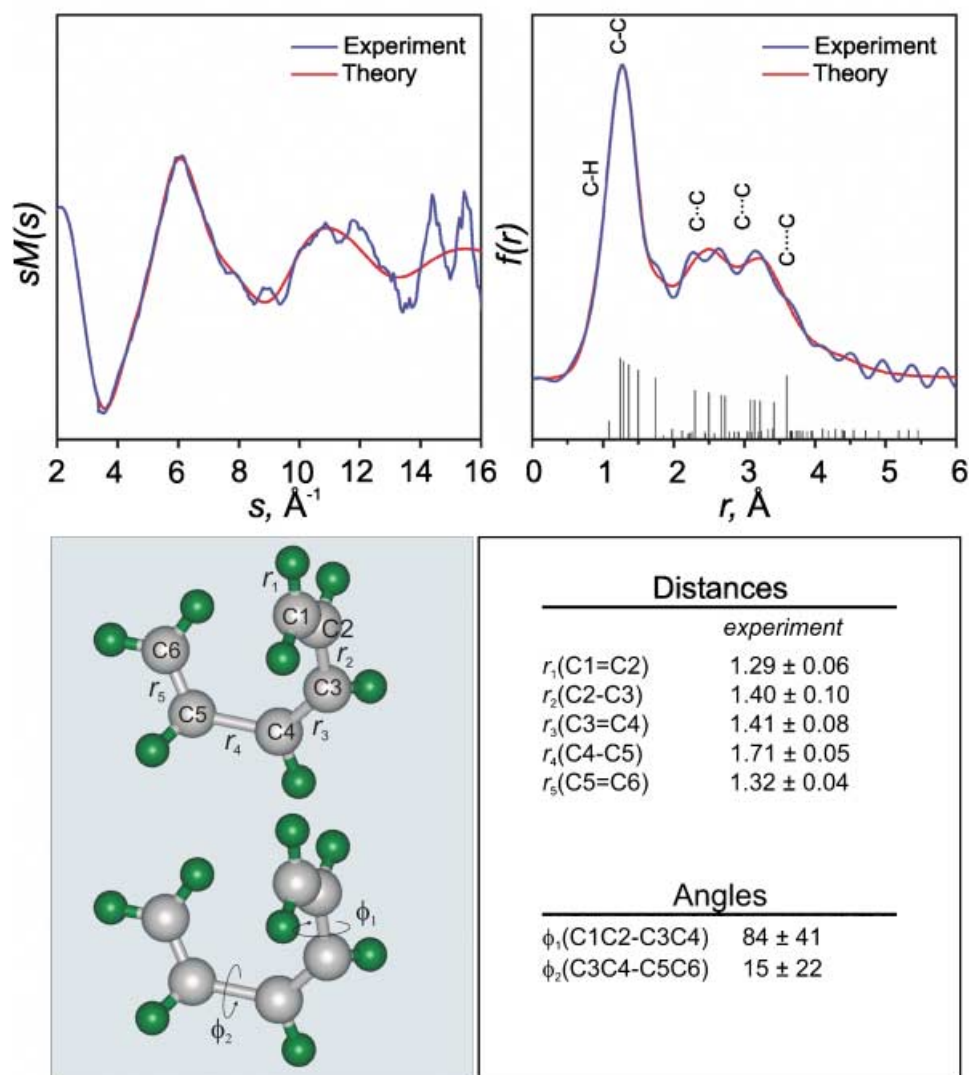 Experiment
Theory
sM(s)
2 4 6 8 10 12 14 16
s, Å⁻¹
Experiment
Theory
C-C
C-H
C···C
C····C
C·····C
f(r)
0 1 2 3 4 5 6
r, Å
r₁
C1
C2
C6
r₂
r₅
C3
C5
C4
r₄
r₃
ϕ₁
ϕ₂
Distances
experiment
r₁(C1=C2) 1.29 ± 0.06
r₂(C2-C3) 1.40 ± 0.10
r₃(C3=C4) 1.41 ± 0.08
r₄(C4-C5) 1.71 ± 0.05
r₅(C5=C6) 1.32 ± 0.04
Angles
ϕ₁(C1C2-C3C4) 84 ± 41
ϕ₂(C3C4-C5C6) 15 ± 22